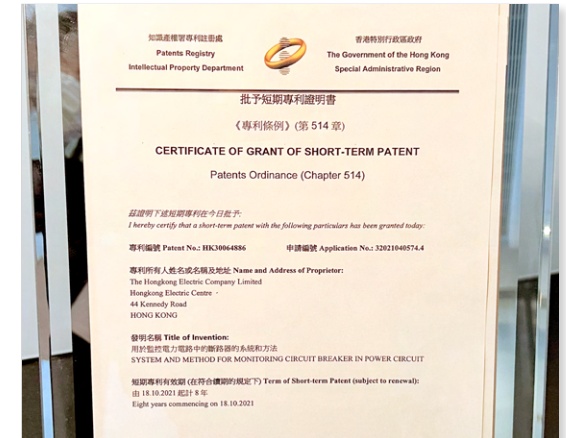 知識產權署專利註冊處
Patents Registry
Intellectual Property Department
香港特別行政區政府
The Government of the Hong Kong
Special Administrative Region
批予短期專利證明書
《專利條例》(第 514 章)
CERTIFICATE OF GRANT OF SHORT-TERM PATENT
Patents Ordinance (Chapter 514)
茲證明下述短期專利在今日批予:
I hereby certify that a short-term patent with the following particulars has been granted today:
專利編號 Patent No.: HK30064886 申請編號 Application No.: 32021040574.4
專利所有人姓名或名稱及地址 Name and Address of Proprietor:
The Hongkong Electric Company Limited
Hongkong Electric Centre
44 Kennedy Road
HONG KONG
發明名稱 Title of Invention:
用於監控電力電路中的斷路器的系統和方法
SYSTEM AND METHOD FOR MONITORING CIRCUIT BREAKER IN POWER CIRCUIT
短期專利有效期 (在符合續期的規定下) Term of Short-term Patent (subject to renewal):
由 18.10.2021 起計 8 年
Eight years commencing on 18.10.2021